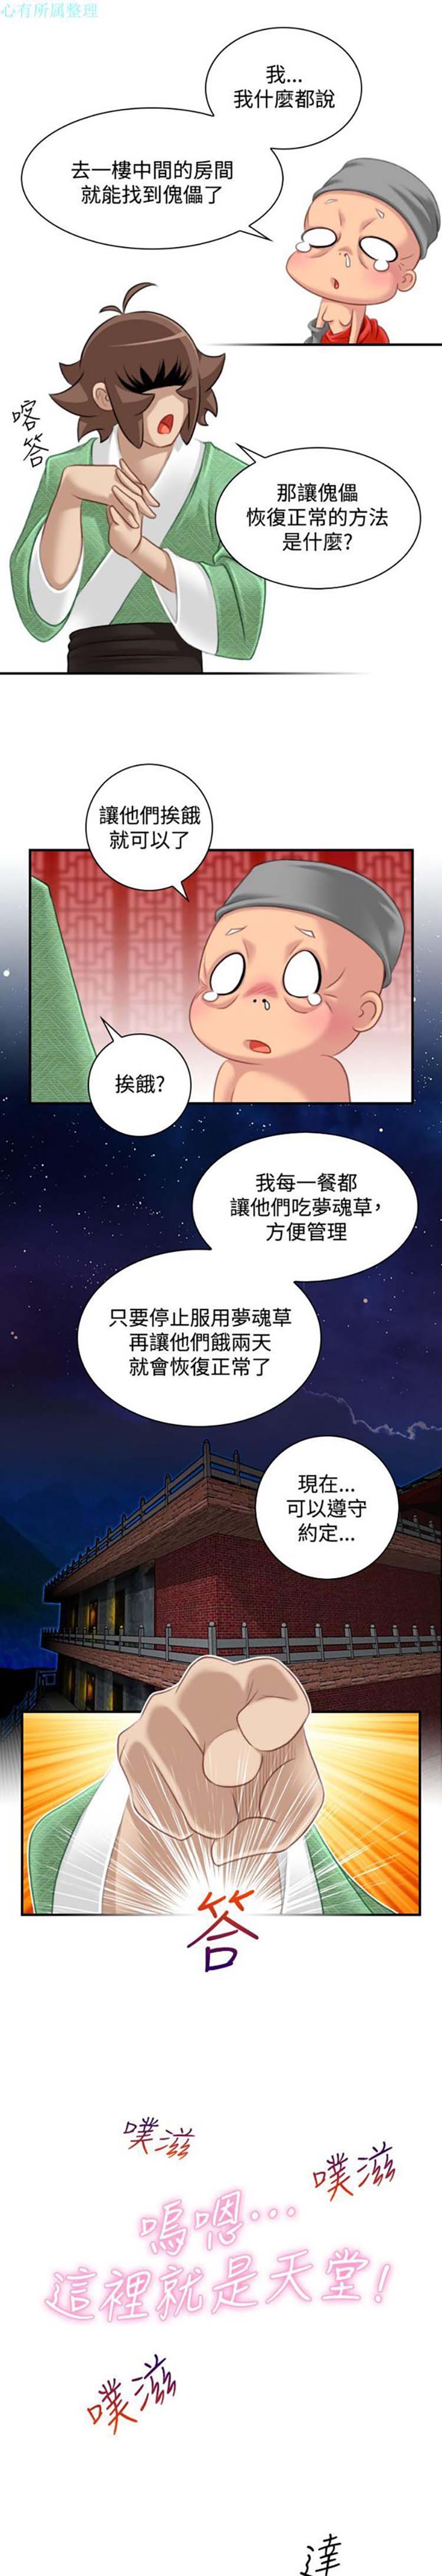 心有所属整理
我...
我什麼都說
去一樓中間的房間
就能找到傀儡了
喀答
那讓傀儡
恢復正常的方法
是什麼?
讓他們挨餓
就可以了
挨餓?
我每一餐都
讓他們吃夢魂草，
方便管理
只要停止服用夢魂草
再讓他們餓兩天
就會恢復正常了
現在...
可以遵守
約定...
答
噗滋
噗滋
嗚嗯…
這裡就是天堂!
噗滋
達